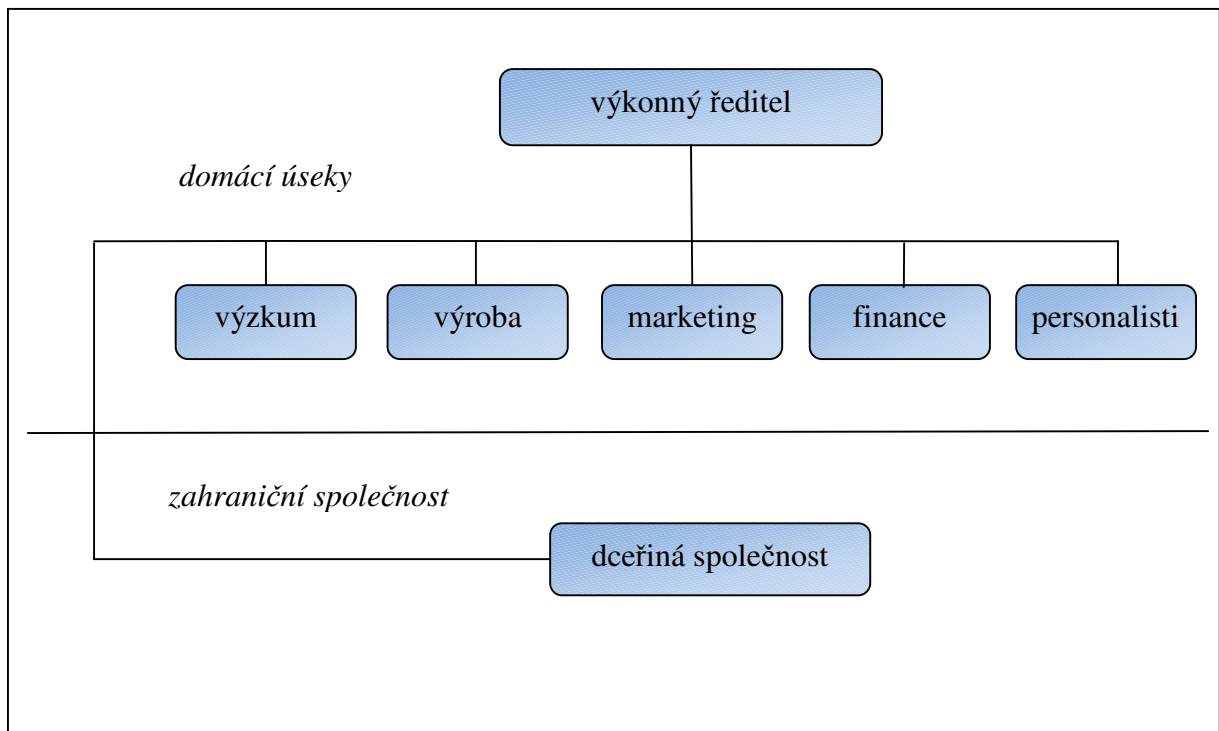 výkonný ředitel
domácí úseky
výzkum
výroba
marketing
finance
personalisti
zahraniční společnost
dceřiná společnost